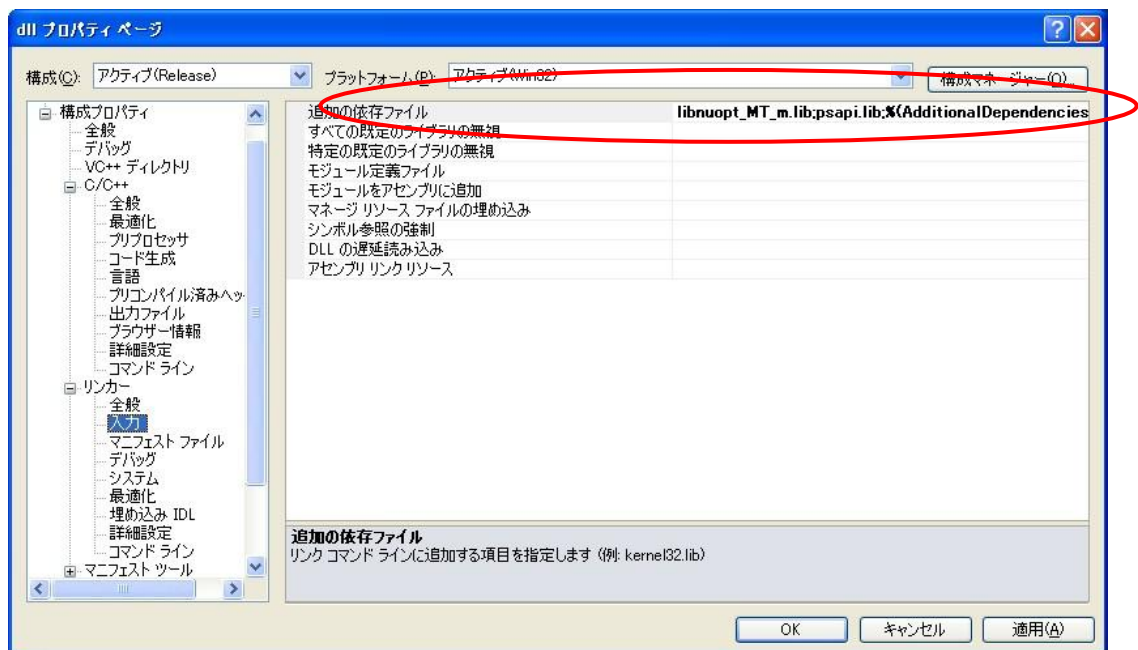 dll プロパティ ページ
構成(C): アクティブ(Release) プラットフォーム(P): アクティブ(Win32) 構成マネージャー(O)...
構成プロパティ
全般
デバッグ
VC++ ディレクトリ
C/C++
全般
最適化
プリプロセッサ
コード生成
言語
プリコンパイル済みヘッ
出力ファイル
ブラウザー情報
詳細設定
コマンド ライン
リンカー
全般
入力
マニフェスト ファイル
デバッグ
システム
最適化
埋め込み IDL
詳細設定
コマンド ライン
マニフェスト ツール
追加の依存ファイル libnuopt_MT_m.lib;psapi.lib;%(AdditionalDependencies
すべての既定のライブラリの無視
特定の既定のライブラリの無視
モジュール定義ファイル
モジュールをアセンブリに追加
マネージ リソース ファイルの埋め込み
シンボル参照の強制
DLL の遅延読み込み
アセンブリ リンク リソース
追加の依存ファイル
リンク コマンド ラインに追加する項目を指定します (例: kernel32.lib)
OK キャンセル 適用(A)